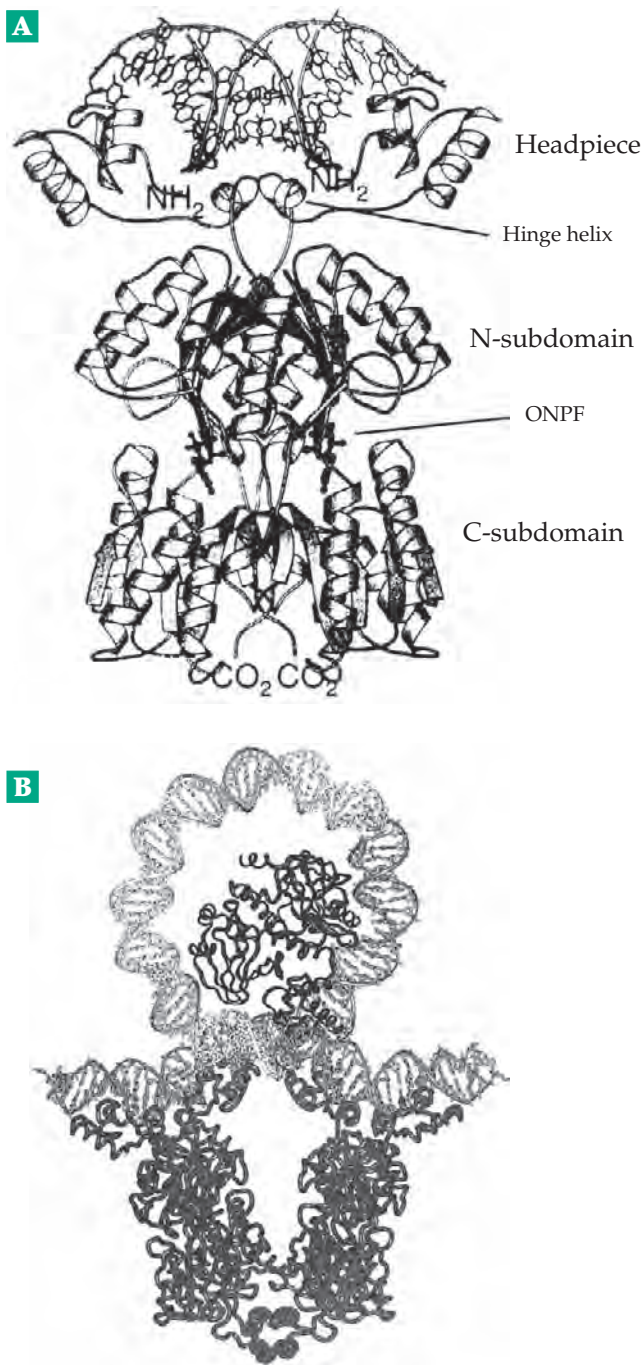 A
Headpiece
NH2
NH2
Hinge helix
N-subdomain
ONPF
C-subdomain
CO2 CO2
B